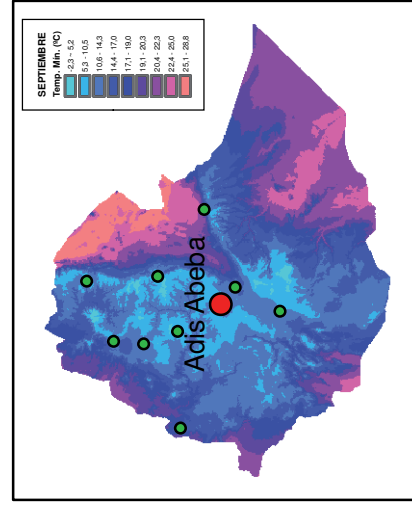 SEPTIEMBRE
Temp. Min. (ºC)
-2,3 ~ 5,2
5,3 - 10,5
10,6 - 14,3
14,4 - 17,0
17,1 - 19,0
19,1 - 20,3
20,4 - 22,3
22,4 - 25,0
25,1 - 28,8
Adis Abeba